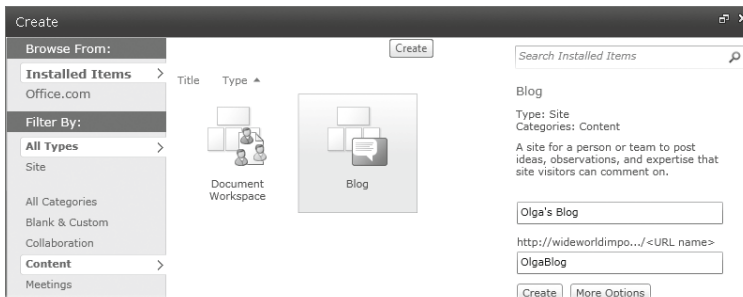 Create
Browse From:
Installed Items
Office.com
Filter By:
All Types
Site
All Categories
Blank & Custom
Collaboration
Content
Meetings
Create
Title Type
Document
Workspace
Blog
Search Installed Items
Blog
Type: Site
Categories: Content
A site for a person or team to post
ideas, observations, and expertise that
site visitors can comment on.
Olga's Blog
http://wideworldimpo.../<URL name>
OlgaBlog
Create More Options